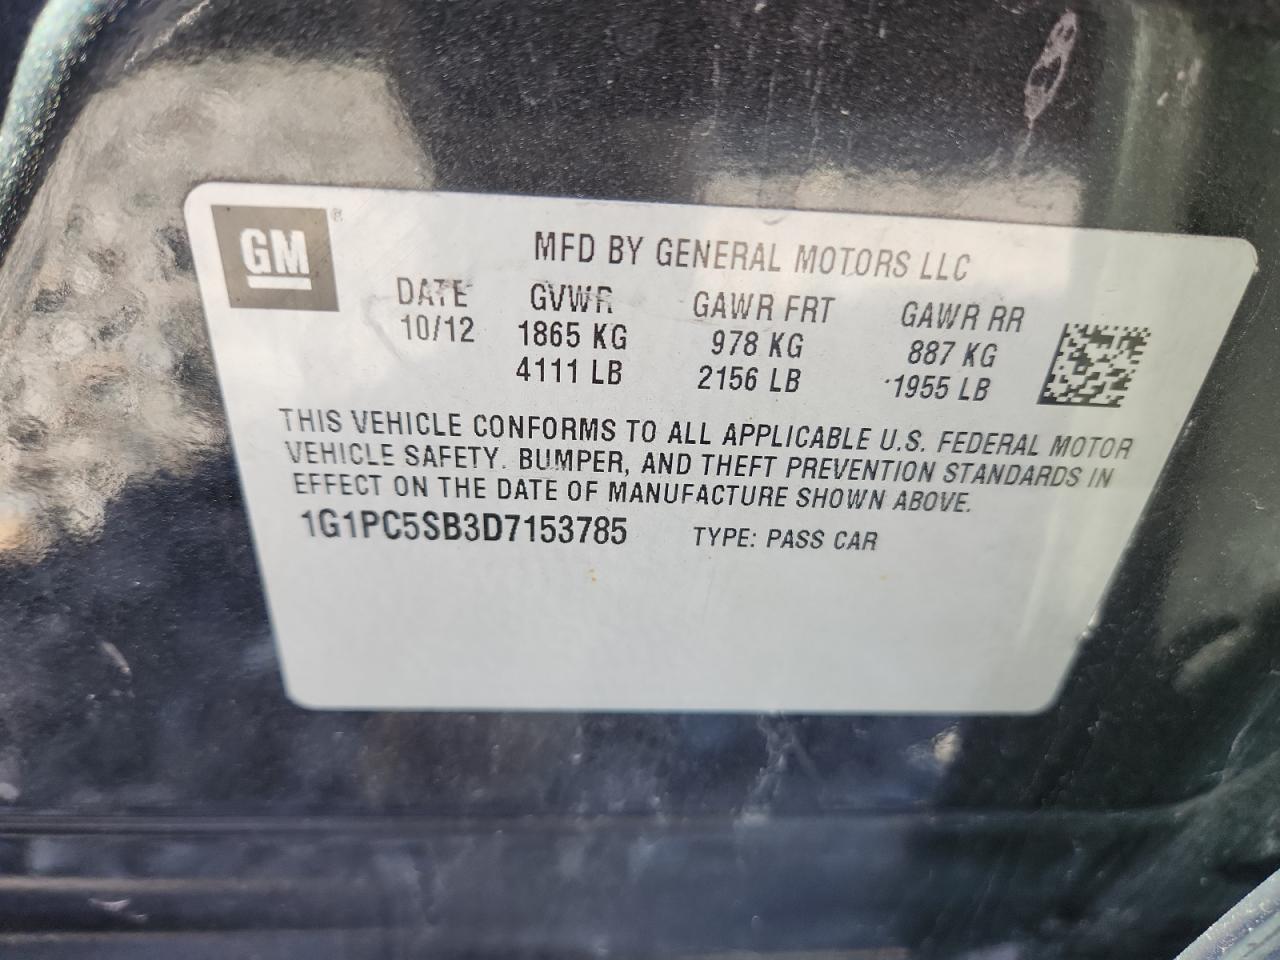 GM ®
MFD BY GENERAL MOTORS LLC
DATE GVWR GAWR FRT GAWR RR
10/12 1865 KG 978 KG 887 KG
4111 LB 2156 LB 1955 LB
THIS VEHICLE CONFORMS TO ALL APPLICABLE U.S. FEDERAL MOTOR
VEHICLE SAFETY. BUMPER, AND THEFT PREVENTION STANDARDS IN
EFFECT ON THE DATE OF MANUFACTURE SHOWN ABOVE.
1G1PC5SB3D7153785 TYPE: PASS CAR